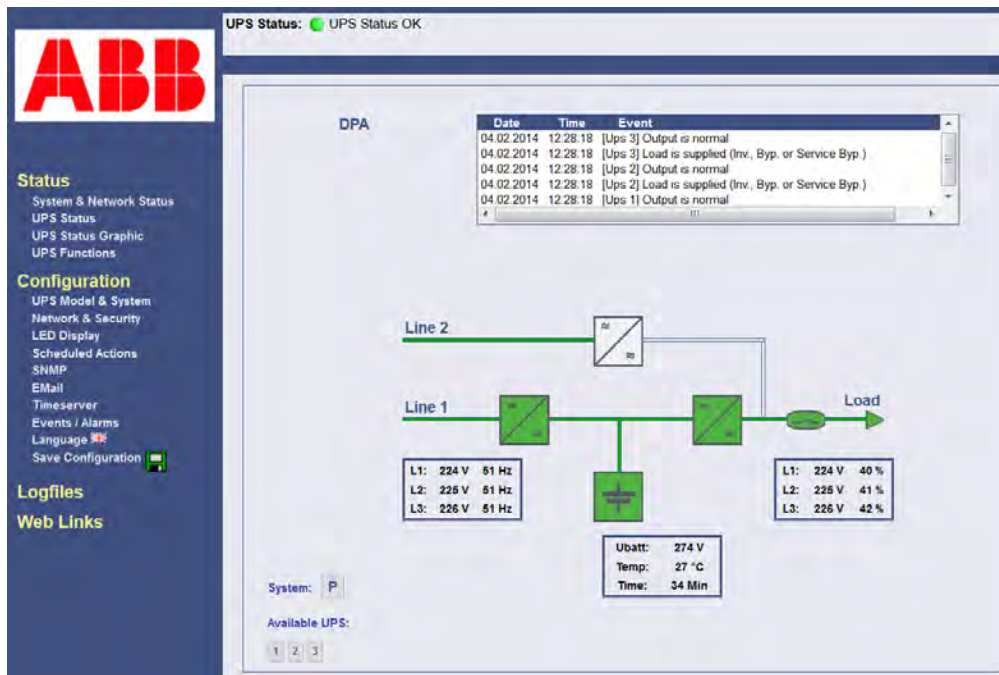 UPS Status: UPS Status OK
ABB
Status
System & Network Status
UPS Status
UPS Status Graphic
UPS Functions
Configuration
UPS Model & System
Network & Security
LED Display
Scheduled Actions
SNMP
EMail
Timeserver
Events / Alarms
Language
Save Configuration
Logfiles
Web Links
DPA
Date Time Event
04.02.2014 12.28.18 [Ups 3] Output is normal
04.02.2014 12.28.18 [Ups 3] Load is supplied (Inv., Byp. or Service Byp.)
04.02.2014 12.28.18 [Ups 2] Output is normal
04.02.2014 12.28.18 [Ups 2] Load is supplied (Inv., Byp. or Service Byp.)
04.02.2014 12.28.18 [Ups 1] Output is normal
Line 2
Line 1
Load
L1: 224 V 51 Hz
L2: 225 V 51 Hz
L3: 226 V 51 Hz
L1: 224 V 40 %
L2: 225 V 41 %
L3: 226 V 42 %
Ubatt: 274 V
Temp: 27 °C
Time: 34 Min
System: P
Available UPS:
1 2 3